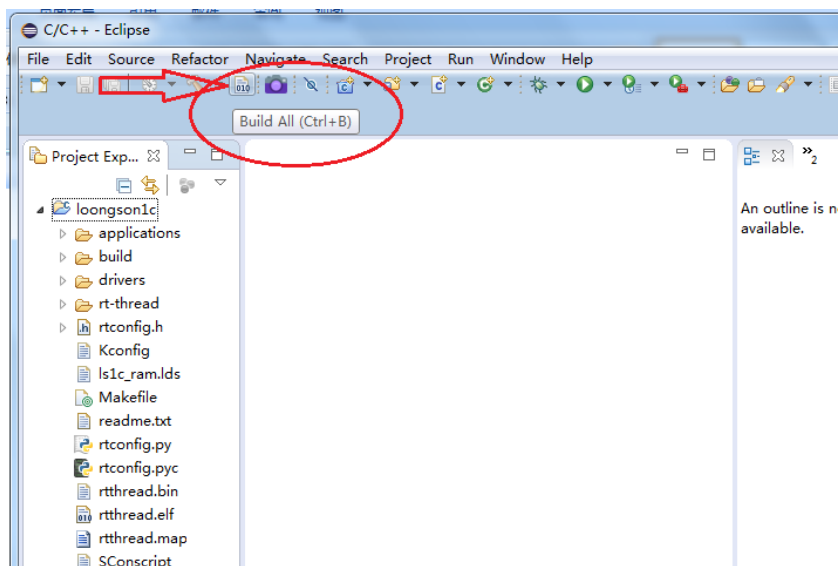 C/C++ - Eclipse
File Edit Source Refactor Navigate Search Project Run Window Help
Build All (Ctrl+B)
Project Exp...
2
loongson1c
An outline is n
available.
applications
build
drivers
rt-thread
rtconfig.h
Kconfig
ls1c_ram.lds
Makefile
readme.txt
rtconfig.py
rtconfig.pyc
rtthread.bin
rtthread.elf
rtthread.map
SConscript